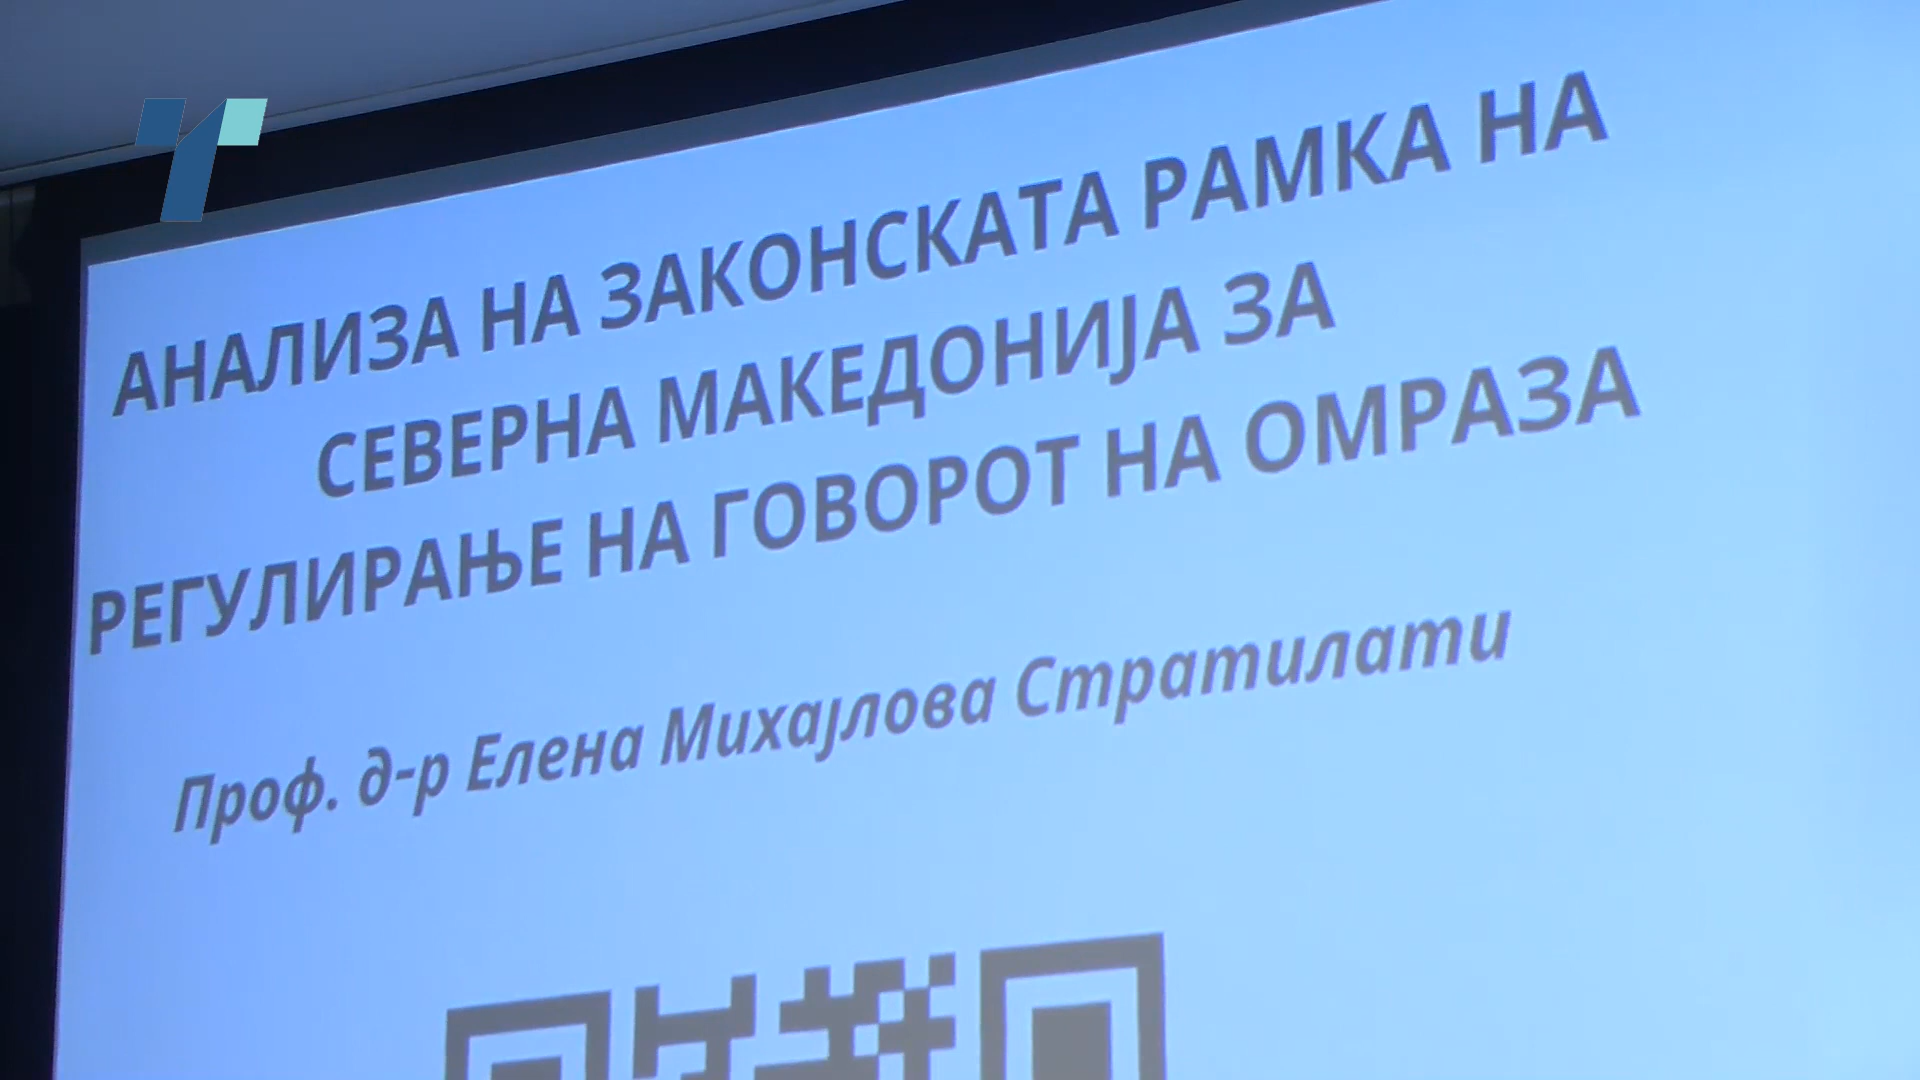 АНАЛИЗА НА ЗАКОНСКАТА РАМКА НА
СЕВЕРНА МАКЕДОНИЈА ЗА
РЕГУЛИРАЊЕ НА ГОВОРОТ НА ОМРАЗА
Проф. д-р Елена Михајлова Стратилати